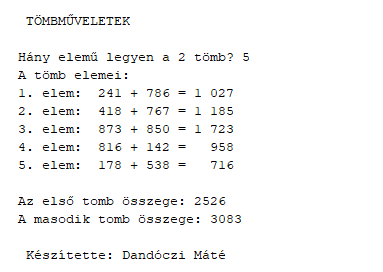 TÖMBMŰVELETEK
Hány elemű legyen a 2 tömb? 5
A tömb elemei:
1. elem:  241 + 786 = 1 027
2. elem:  418 + 767 = 1 185
3. elem:  873 + 850 = 1 723
4. elem:  816 + 142 =   958
5. elem:  178 + 538 =   716
Az első tomb összege: 2526
A masodik tomb összege: 3083
Készítette: Dandóczi Máté